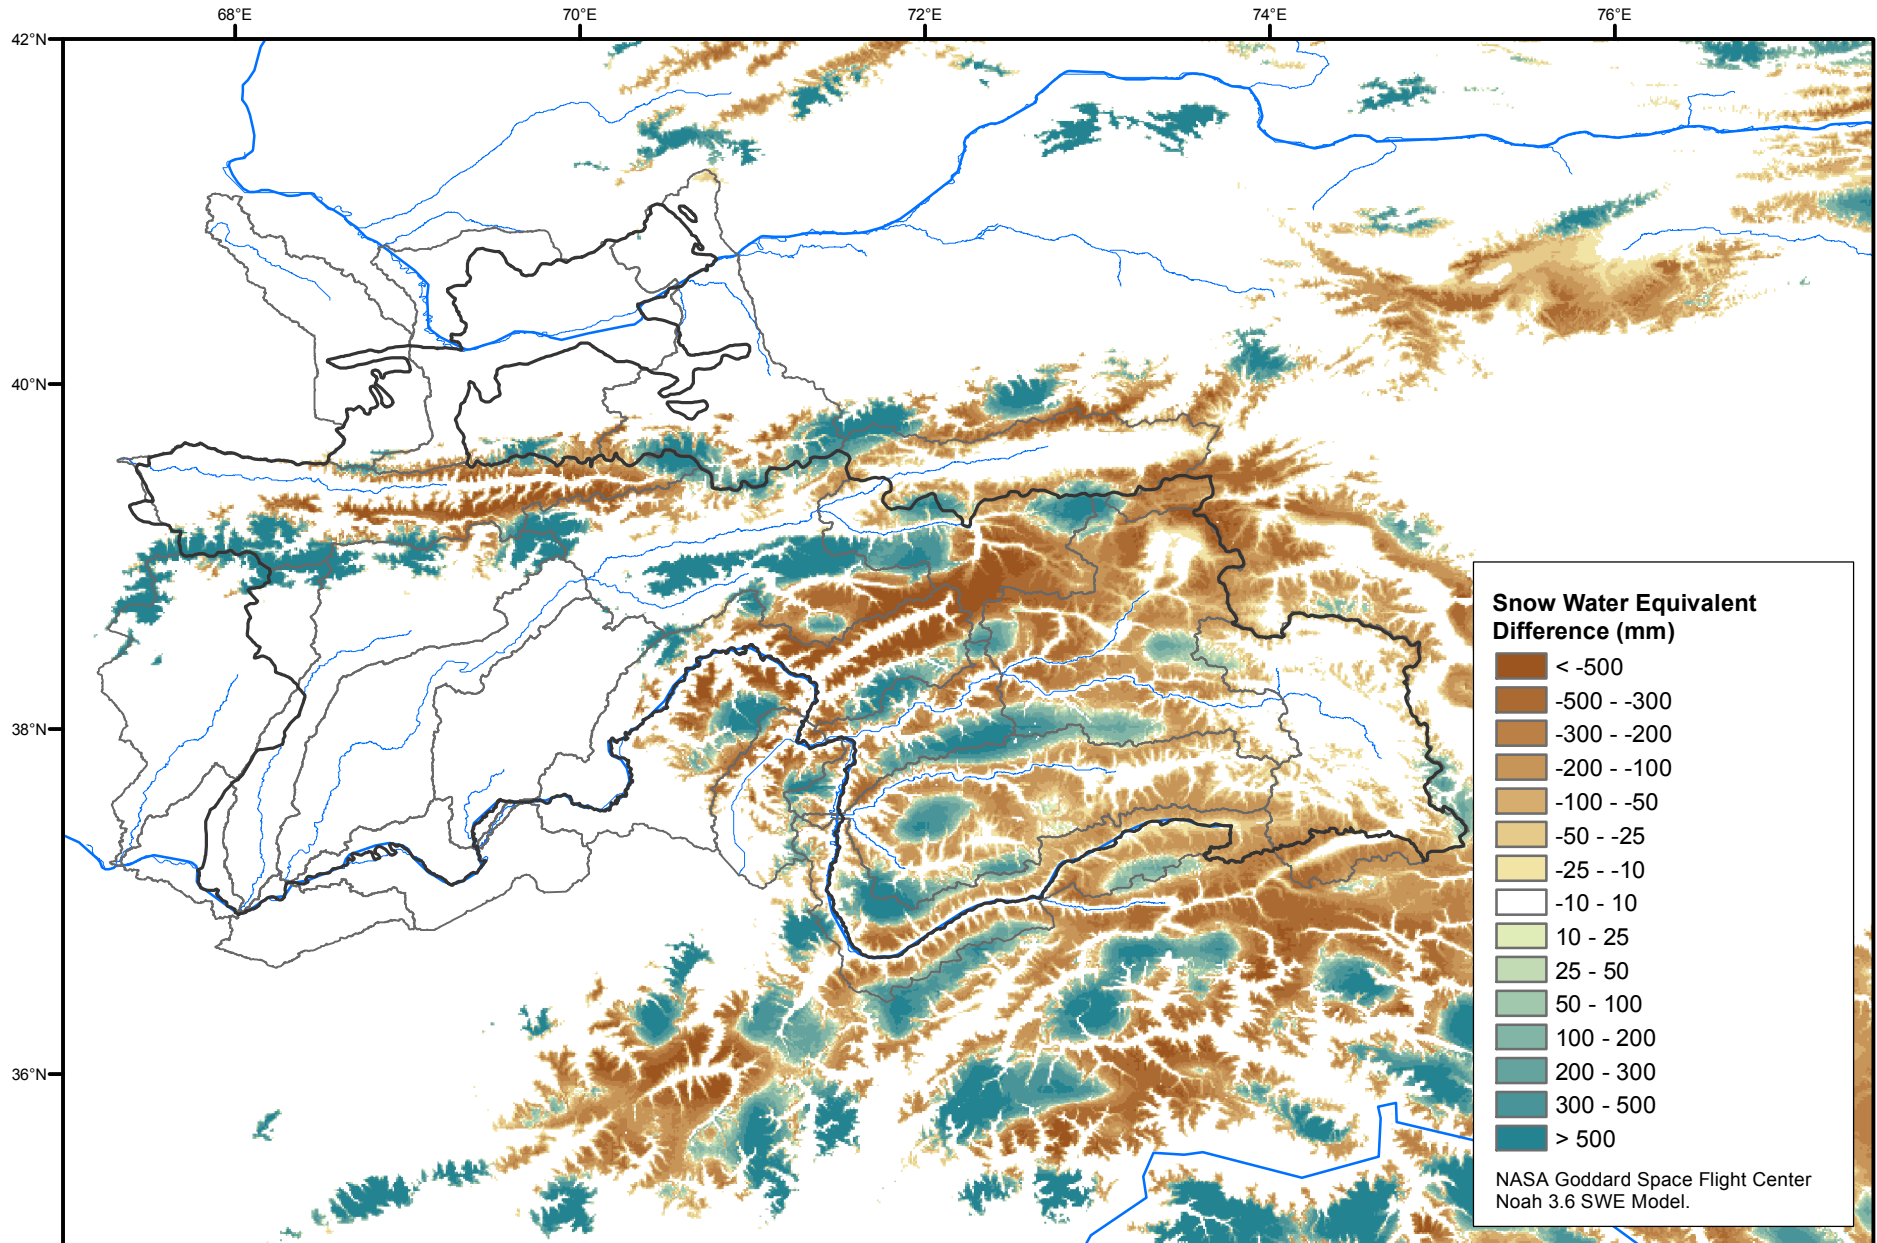 68°E
70°E
72°E
74°E
76°E
42°N
40°N
38°N
36°N
Snow Water Equivalent
Difference (mm)
< -500
-500 - -300
-300 - -200
-200 - -100
-100 - -50
-50 - -25
-25 - -10
-10 - 10
10 - 25
25 - 50
50 - 100
100 - 200
200 - 300
300 - 500
> 500
NASA Goddard Space Flight Center
Noah 3.6 SWE Model.